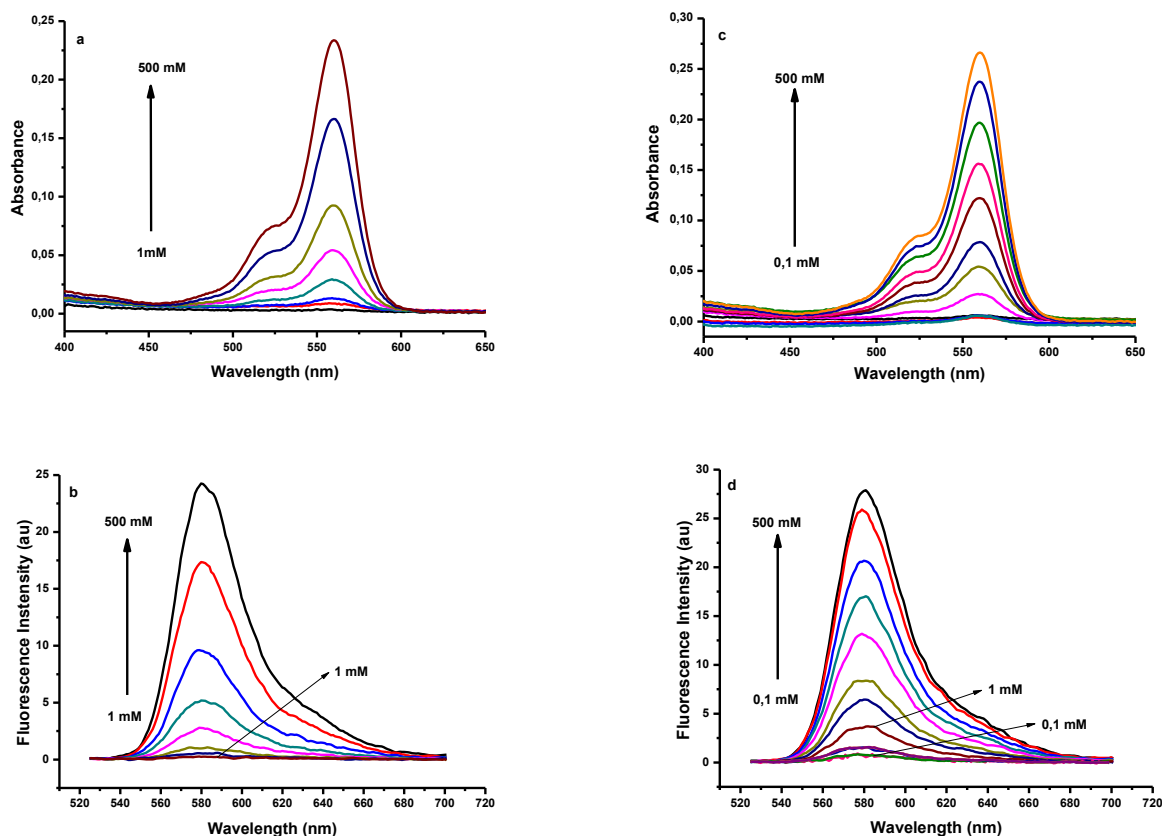 a
0,25
0,20
0,15
0,10
0,05
0,00
Absorbance
500 mM
1mM
400 450 500 550 600 650
Wavelength (nm)
c
0,30
0,25
0,20
0,15
0,10
0,05
0,00
Absorbance
500 mM
0,1 mM
400 450 500 550 600 650
Wavelength (nm)
b
25
20
15
10
5
0
Fluorescence Instensity (au)
500 mM
1 mM
1 mM
520 540 560 580 600 620 640 660 680 700 720
Wavelength (nm)
d
30
25
20
15
10
5
0
Fluorescence Intensity (au)
500 mM
0,1 mM
1 mM
0,1 mM
520 540 560 580 600 620 640 660 680 700 720
Wavelength (nm)